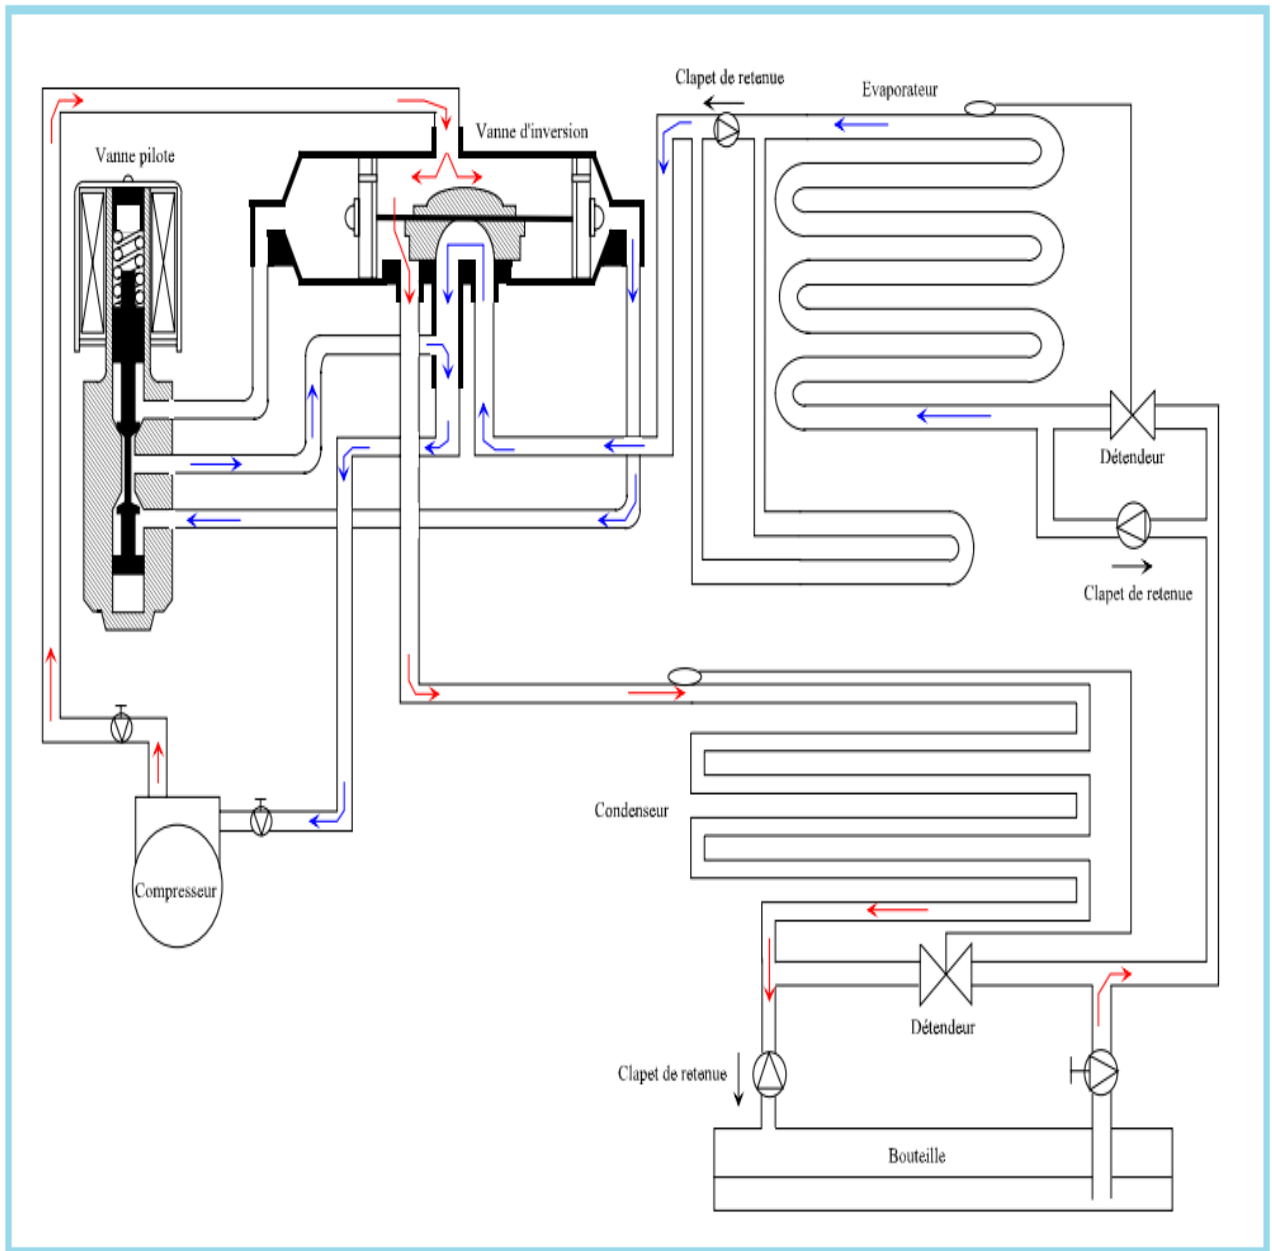 Clapet de retenue
Evaporateur
Vanne d'inversion
Vanne pilote
Détendeur
Clapet de retenue
Condenseur
Compresseur
Détendeur
Clapet de retenue
Bouteille